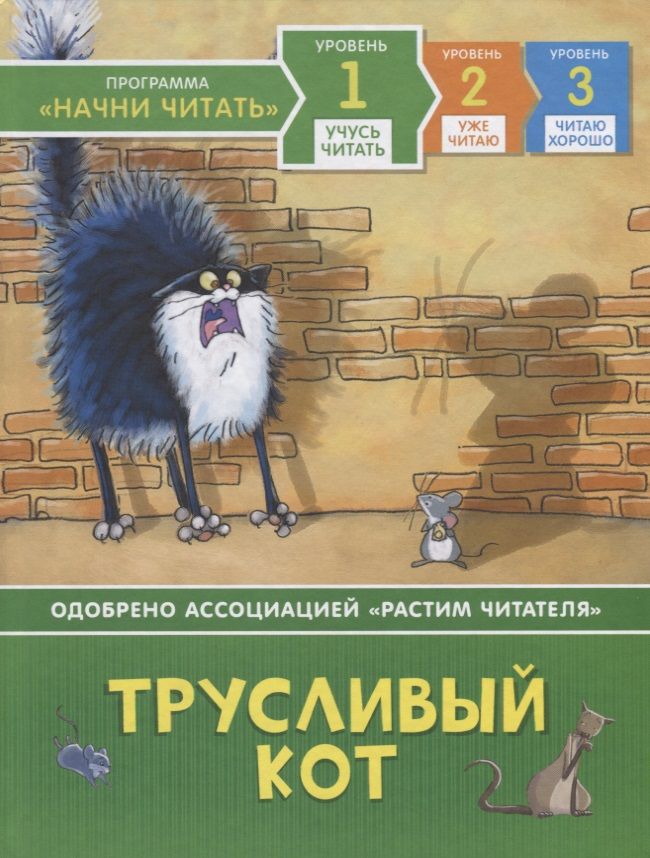 ПРОГРАММА
«НАЧНИ ЧИТАТЬ»
УРОВЕНЬ
1
УЧУСЬ
ЧИТАТЬ
УРОВЕНЬ
2
УЖЕ
ЧИТАЮ
УРОВЕНЬ
3
ЧИТАЮ
ХОРОШО
ОДОБРЕНО АССОЦИАЦИЕЙ «РАСТИМ ЧИТАТЕЛЯ»
ТРУСЛИВЫЙ
КОТ